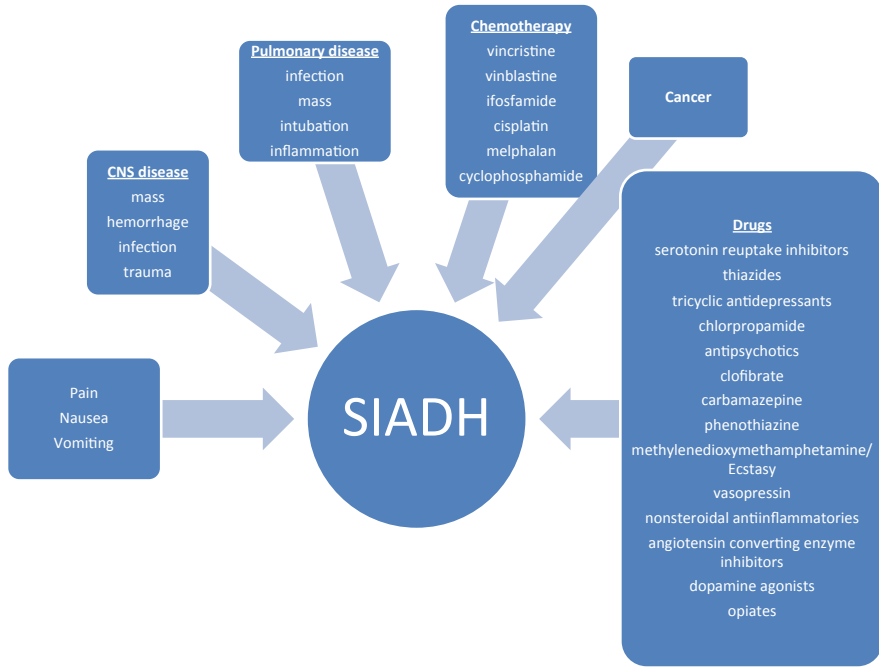 Pain
Nausea
Vomiting
CNS disease
mass
hemorrhage
infection
trauma
Pulmonary disease
infection
mass
intubation
inflammation
Chemotherapy
vincristine
vinblastine
ifosfamide
cisplatin
melphalan
cyclophosphamide
Cancer
Drugs
serotonin reuptake inhibitors
thiazides
tricyclic antidepressants
chlorpropamide
antipsychotics
clofibrate
carbamazepine
phenothiazine
methylenedioxymethamphetamine/
Ecstasy
vasopressin
nonsteroidal antiinflammatories
angiotensin converting enzyme
inhibitors
dopamine agonists
opiates
SIADH